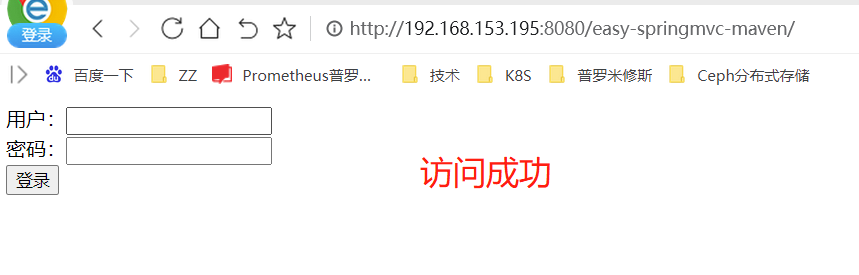 登录
http://192.168.153.195:8080/easy-springmvc-maven/
百度一下 ZZ Prometheus普罗... 技术 K8S 普罗米修斯 Ceph分布式存储
用户：
密码：
访问成功
登录